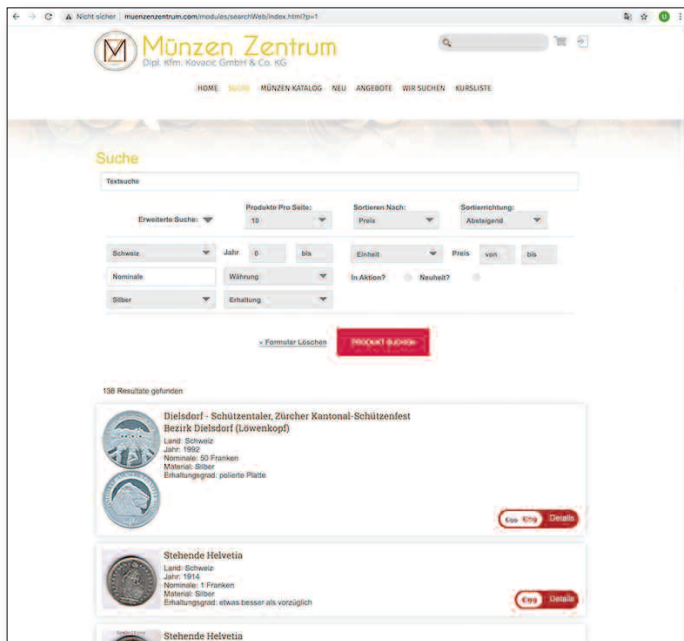 Nicht sicher | muenzenzentrum.com/modules/searchWeb/index.html?p=1
Münzen Zentrum
Dipl. Kfm. Kovacic GmbH & Co. KG
HOME SUCHE MÜNZEN KATALOG NEU ANGEBOTE WIR SUCHEN KURSLISTE
Suche
Textsuche
Erweiterte Suche:
Produkte Pro Seite:
10
Sortieren Nach:
Preis
Sortierrichtung:
Absteigend
Schweiz Jahr 0 bis Einheit Preis von bis
Nominale Währung In Aktion? Neuheit?
Silber Erhaltung
Formular Löschen PRODUKT SUCHEN
138 Resultate gefunden
Dielsdorf - Schützentaler, Zürcher Kantonal-Schützenfest
Bezirk Dielsdorf (Löwenkopf)
Land: Schweiz
Jahr: 1992
Nominale: 50 Franken
Material: Silber
Erhaltungsgrad: polierte Platte
Details
Stehende Helvetia
Land: Schweiz
Jahr: 1914
Nominale: 1 Franken
Material: Silber
Erhaltungsgrad: etwas besser als vorzüglich
Details
Stehende Helvetia
Land: Schweiz